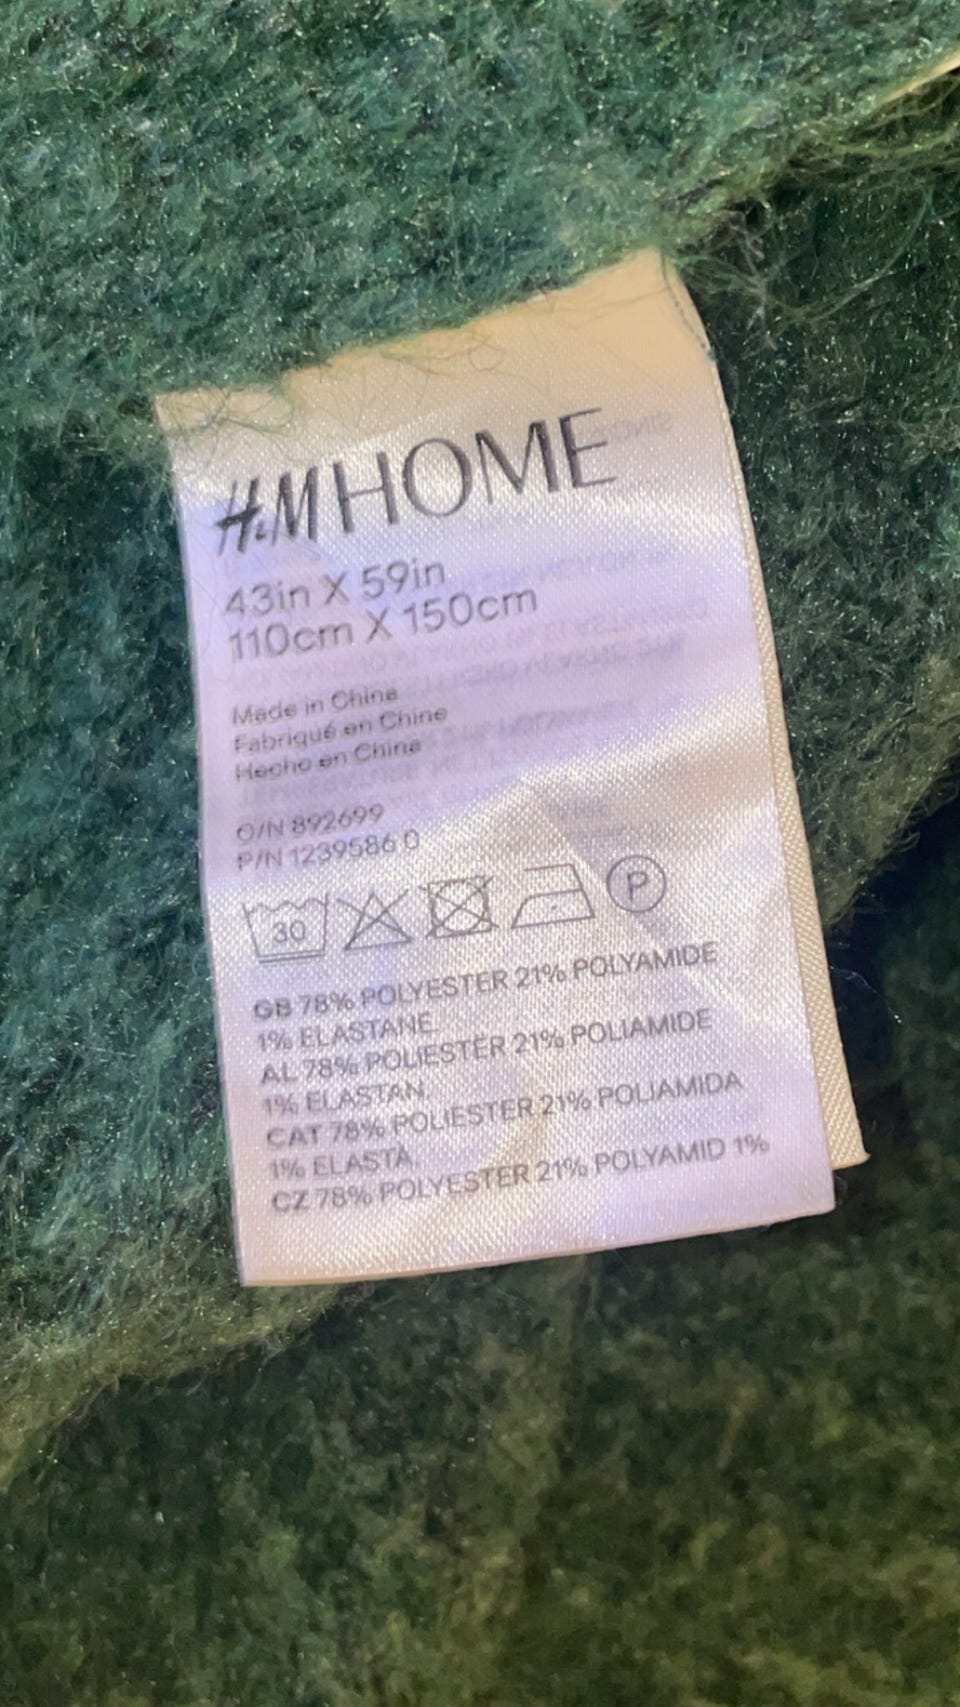 H&M HOME
43in X 59in
110cm X 150cm
Made in China
Fabriqué en Chine
Hecho en China
O/N 892699
P/N 1239586 0
30 P
GB 78% POLYESTER 21% POLYAMIDE
1% ELASTANE
AL 78% POLIESTËR 21% POLIAMIDE
1% ELASTAN
CAT 78% POLIÈSTER 21% POLIAMIDA
1% ELASTÀ
CZ 78% POLYESTER 21% POLYAMID 1%